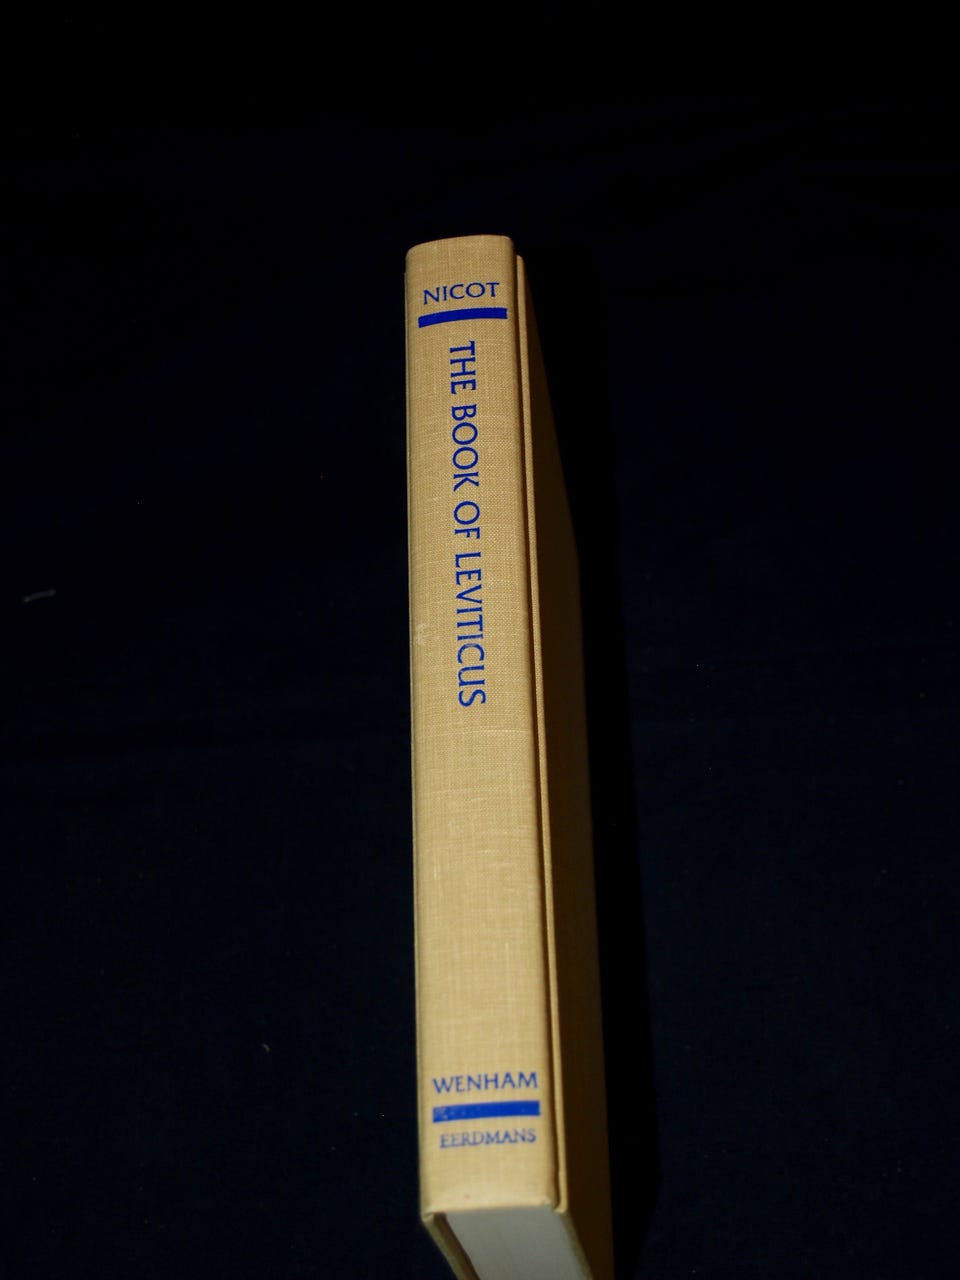 NICOT
THE BOOK OF LEVITICUS
WENHAM
EERDMANS